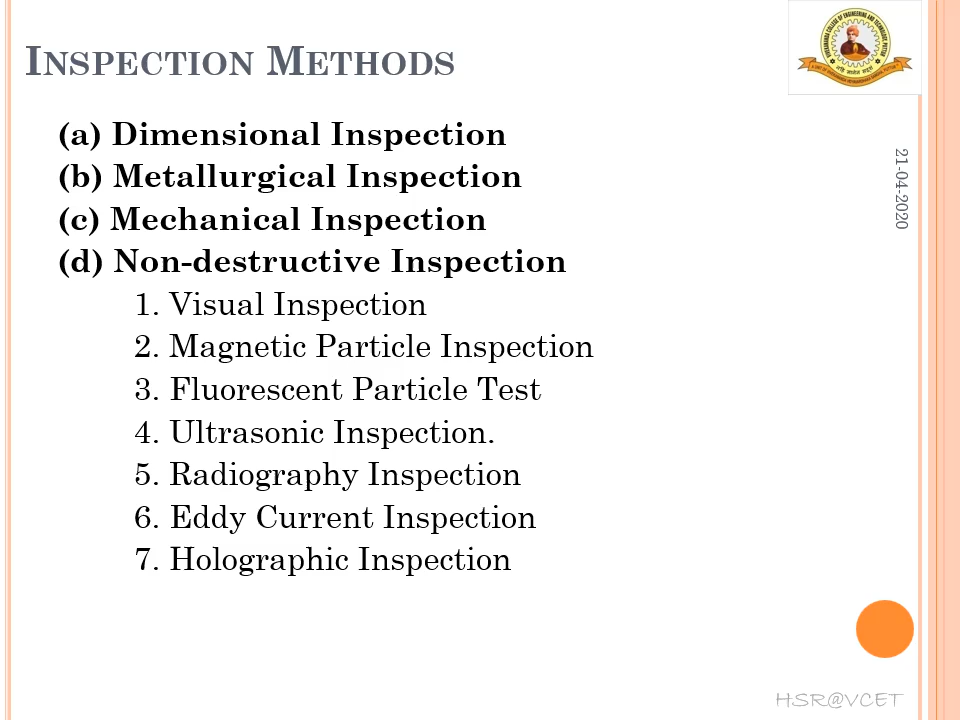 INSPECTION METHODS
(a) Dimensional Inspection
(b) Metallurgical Inspection
(c) Mechanical Inspection
(d) Non-destructive Inspection
1. Visual Inspection
2. Magnetic Particle Inspection
3. Fluorescent Particle Test
4. Ultrasonic Inspection.
5. Radiography Inspection
6. Eddy Current Inspection
7. Holographic Inspection
21-04-2020
HSR@VCET